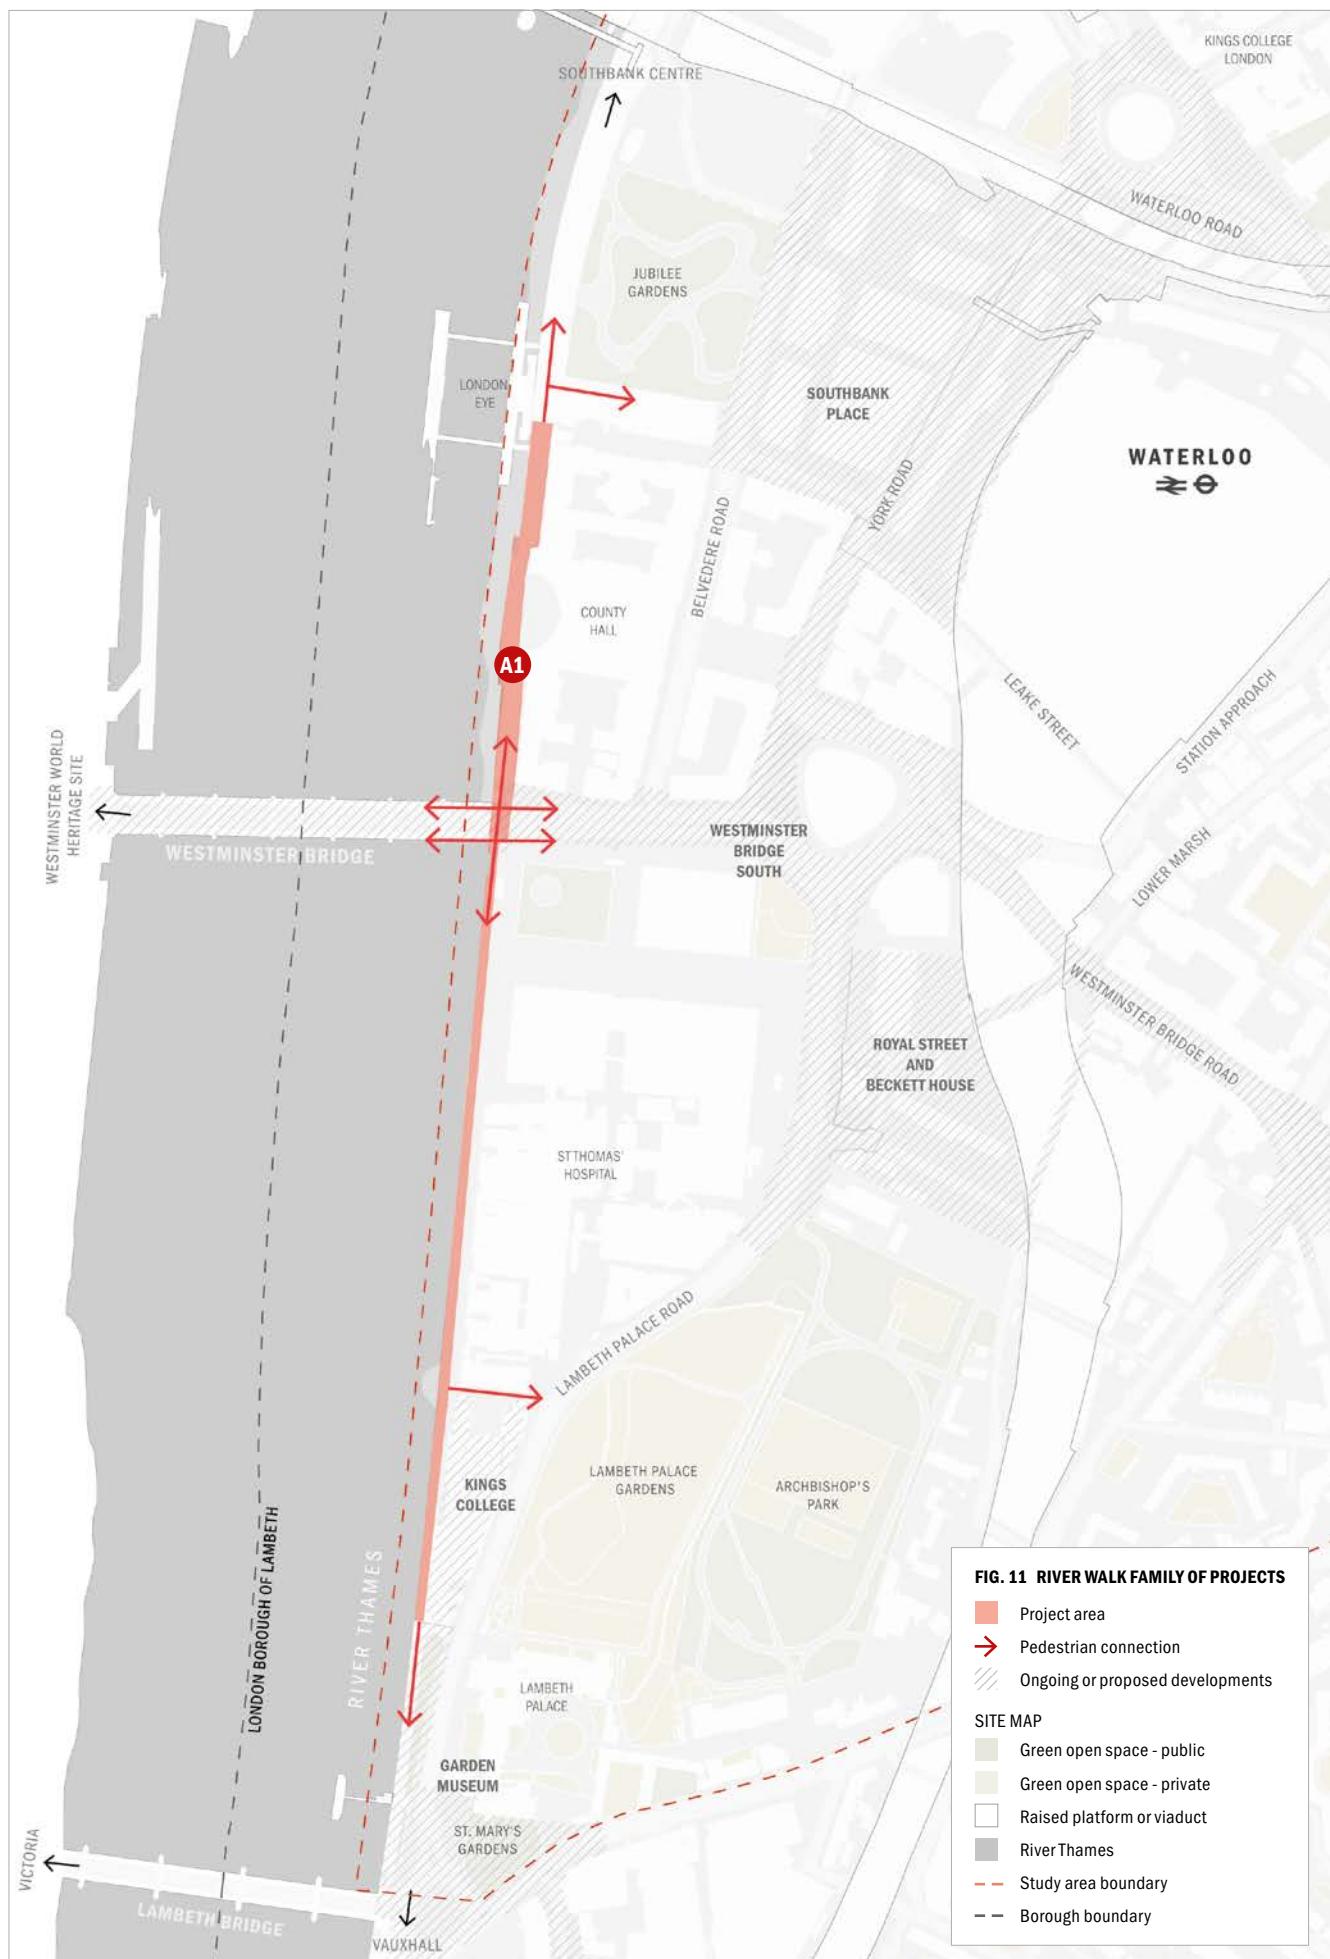 KINGS COLLEGE
LONDON
SOUTHBANK CENTRE
WATERLOO ROAD
JUBILEE
GARDENS
LONDON
EYE
SOUTHBANK
PLACE
WATERLOO
YORK ROAD
BELVEDERE ROAD
COUNTY
HALL
A1
LEAKE STREET
STATION APPROACH
WESTMINSTER WORLD
HERITAGE SITE
WESTMINSTER BRIDGE
WESTMINSTER
BRIDGE
SOUTH
LOWER MARSH
WESTMINSTER BRIDGE ROAD
ROYAL STREET
AND
BECKETT HOUSE
ST THOMAS'
HOSPITAL
LAMBETH PALACE ROAD
LAMBETH PALACE
GARDENS
ARCHBISHOP'S
PARK
KINGS
COLLEGE
LONDON BOROUGH OF LAMBETH
RIVER THAMES
LAMBETH
PALACE
GARDEN
MUSEUM
ST. MARY'S
GARDENS
VICTORIA
LAMBETH BRIDGE
VAUXHALL
FIG. 11 RIVER WALK FAMILY OF PROJECTS
Project area
Pedestrian connection
Ongoing or proposed developments
SITE MAP
Green open space - public
Green open space - private
Raised platform or viaduct
River Thames
Study area boundary
Borough boundary